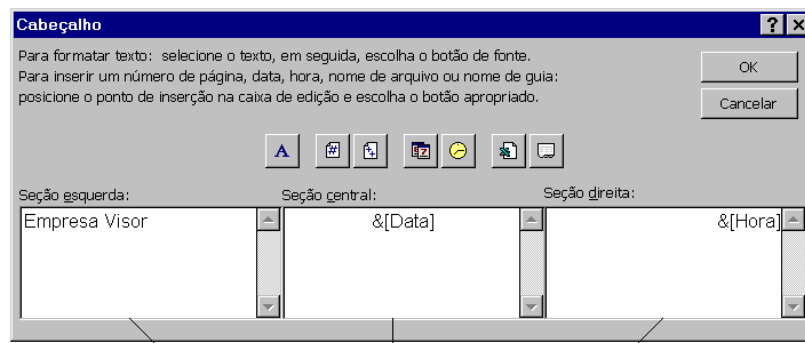 Cabeçalho
Para formatar texto: selecione o texto, em seguida, escolha o botão de fonte.
Para inserir um número de página, data, hora, nome de arquivo ou nome de guia:
posicione o ponto de inserção na caixa de edição e escolha o botão apropriado.
OK
Cancelar
A
Seção esquerda:
Seção central:
Seção direita:
Empresa Visor
&[Data]
&[Hora]